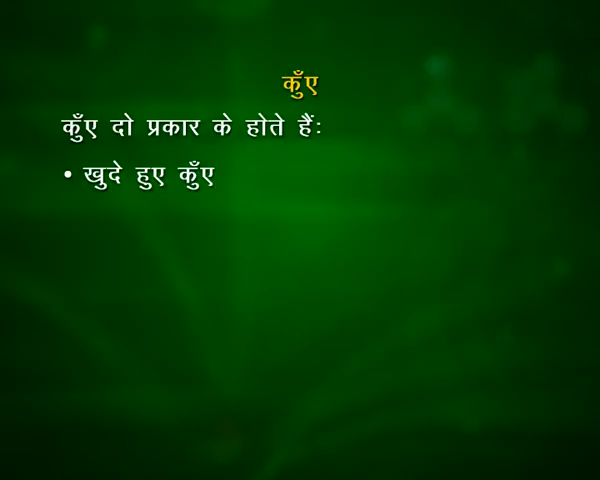 कुँए
कुँए दो प्रकार के होते हैं:
• खुदे हुए कुँए